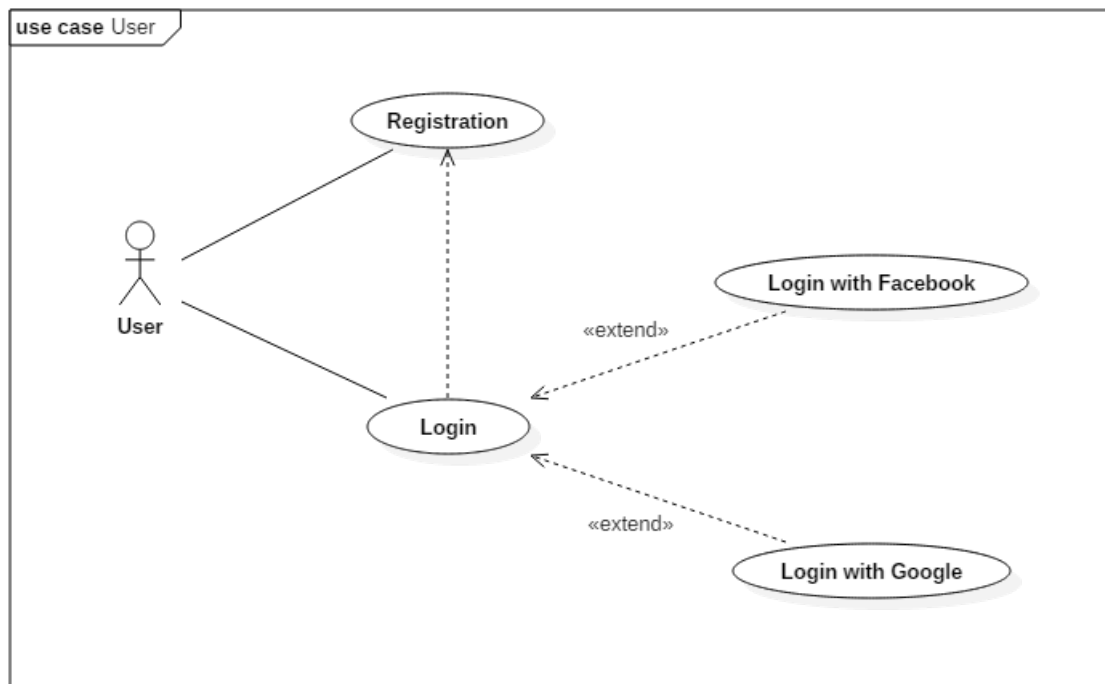 use case User
Registration
Login with Facebook
«extend»
User
Login
«extend»
Login with Google